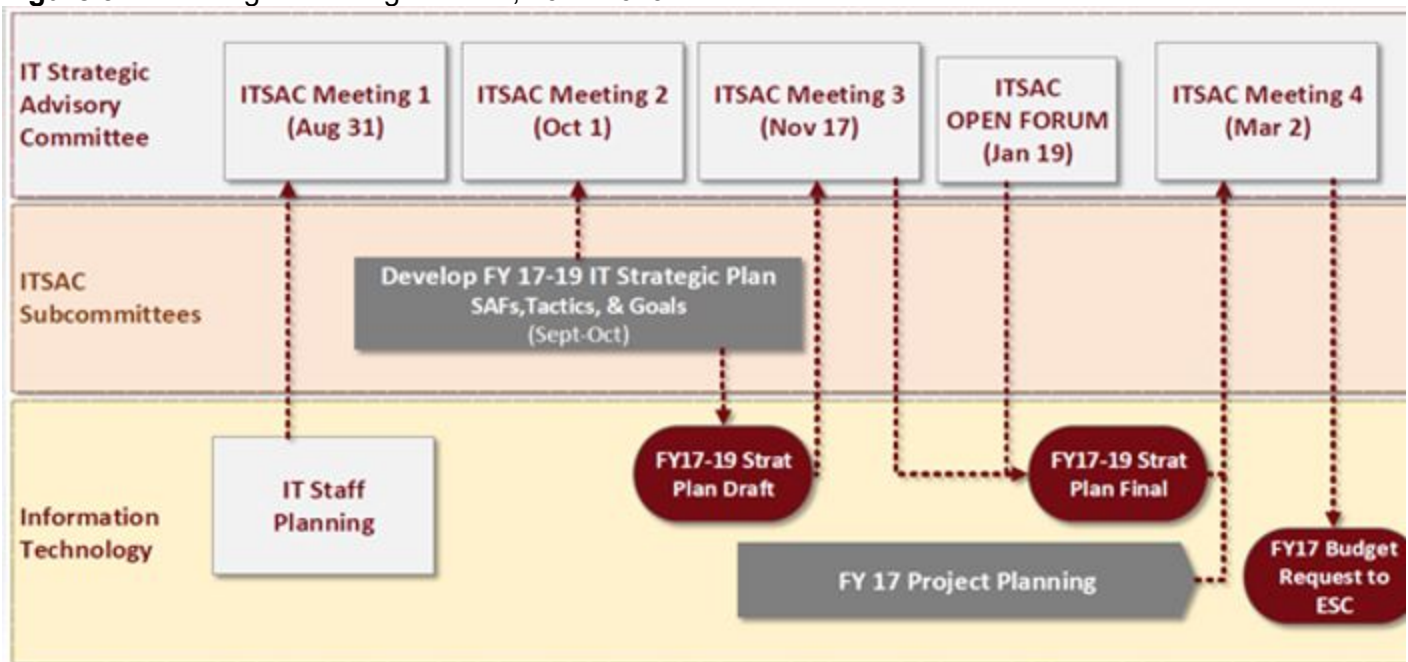 IT Strategic
Advisory
Committee
ITSAC Meeting 1
(Aug 31)
ITSAC Meeting 2
(Oct 1)
ITSAC Meeting 3
(Nov 17)
ITSAC
OPEN FORUM
(Jan 19)
ITSAC Meeting 4
(Mar 2)
ITSAC
Subcommittees
Develop FY 17-19 IT Strategic Plan
SAFs,Tactics, & Goals
(Sept-Oct)
Information
Technology
IT Staff
Planning
FY17-19 Strat
Plan Draft
FY17-19 Strat
Plan Final
FY 17 Project Planning
FY17 Budget
Request to
ESC